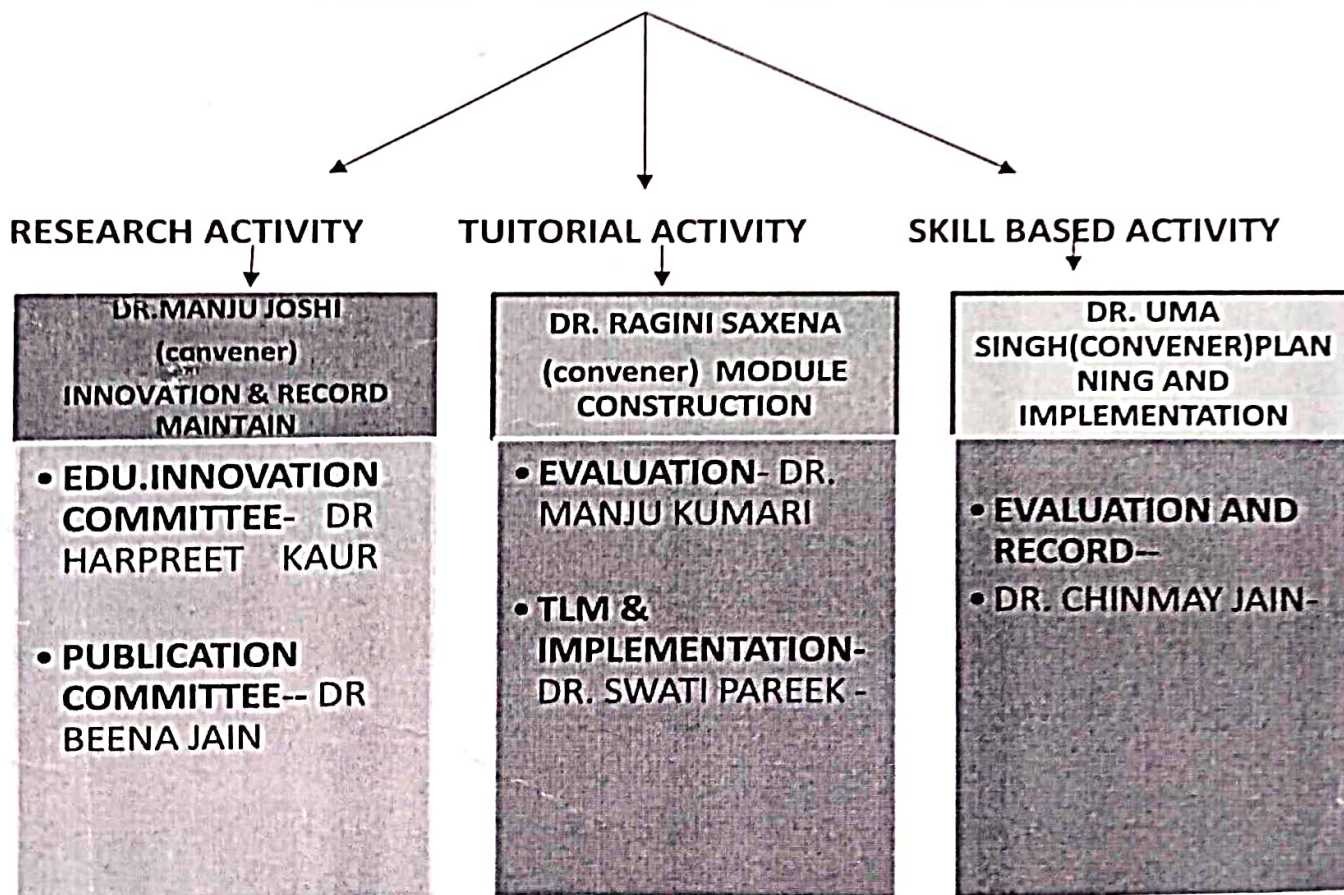 RESEARCH ACTIVITY
TUITORIAL ACTIVITY
SKILL BASED ACTIVITY
DR.MANJU JOSHI
(convener)
INNOVATION & RECORD
MAINTAIN
• EDU.INNOVATION
COMMITTEE- DR
HARPREET KAUR
• PUBLICATION
COMMITTEE-- DR
BEENA JAIN
DR. RAGINI SAXENA
(convener) MODULE
CONSTRUCTION
• EVALUATION- DR.
MANJU KUMARI
• TLM &
IMPLEMENTATION-
DR. SWATI PAREEK -
DR. UMA
SINGH(CONVENER)PLAN
NING AND
IMPLEMENTATION
• EVALUATION AND
RECORD--
• DR. CHINMAY JAIN-